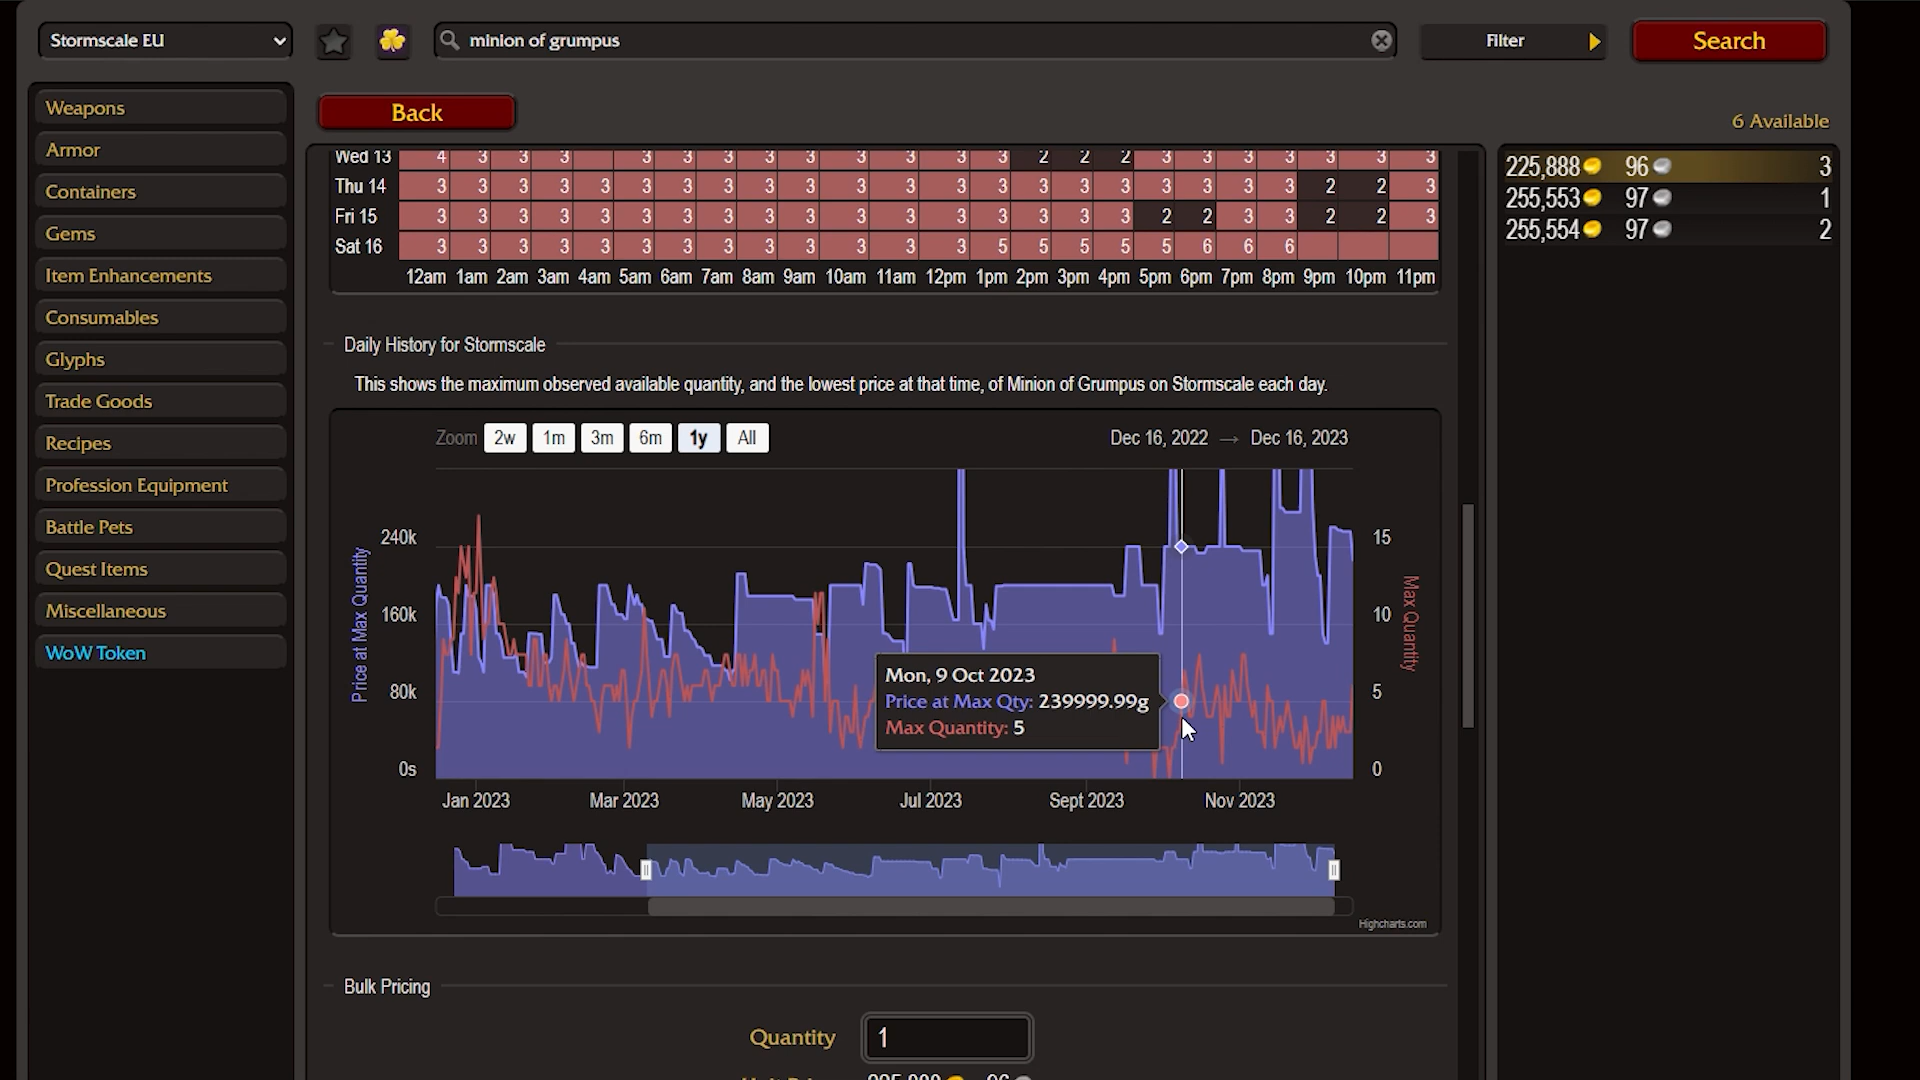 Stormscale EU
minion of grumpus
Filter
Search
Weapons
Armor
Containers
Gems
Item Enhancements
Consumables
Glyphs
Trade Goods
Recipes
Profession Equipment
Battle Pets
Quest Items
Miscellaneous
WoW Token
Back
6 Available
225,888 96 3
255,553 97 1
255,554 97 2
Wed 13 4 3 3 3 3 3 3 3 3 3 3 3 3 2 2 2 3 3 3 3 3 3
Thu 14 3 3 3 3 3 3 3 3 3 3 3 3 3 3 3 3 3 3 3 3 3 2 2 3
Fri 15 3 3 3 3 3 3 3 3 3 3 3 3 3 3 3 3 3 2 2 3 3 2 2 3
Sat 16 3 3 3 3 3 3 3 3 3 3 3 3 3 5 5 5 5 5 6 6 6
12am 1am 2am 3am 4am 5am 6am 7am 8am 9am 10am 11am 12pm 1pm 2pm 3pm 4pm 5pm 6pm 7pm 8pm 9pm 10pm 11pm
Daily History for Stormscale
This shows the maximum observed available quantity, and the lowest price at that time, of Minion of Grumpus on Stormscale each day.
Zoom 2w 1m 3m 6m 1y All
Dec 16, 2022 → Dec 16, 2023
Price at Max Quantity
240k
160k
80k
0s
15
10
5
0
Max Quantity
Mon, 9 Oct 2023
Price at Max Qty: 239999.99g
Max Quantity: 5
Jan 2023 Mar 2023 May 2023 Jul 2023 Sept 2023 Nov 2023
Highcharts.com
Bulk Pricing
Quantity 1